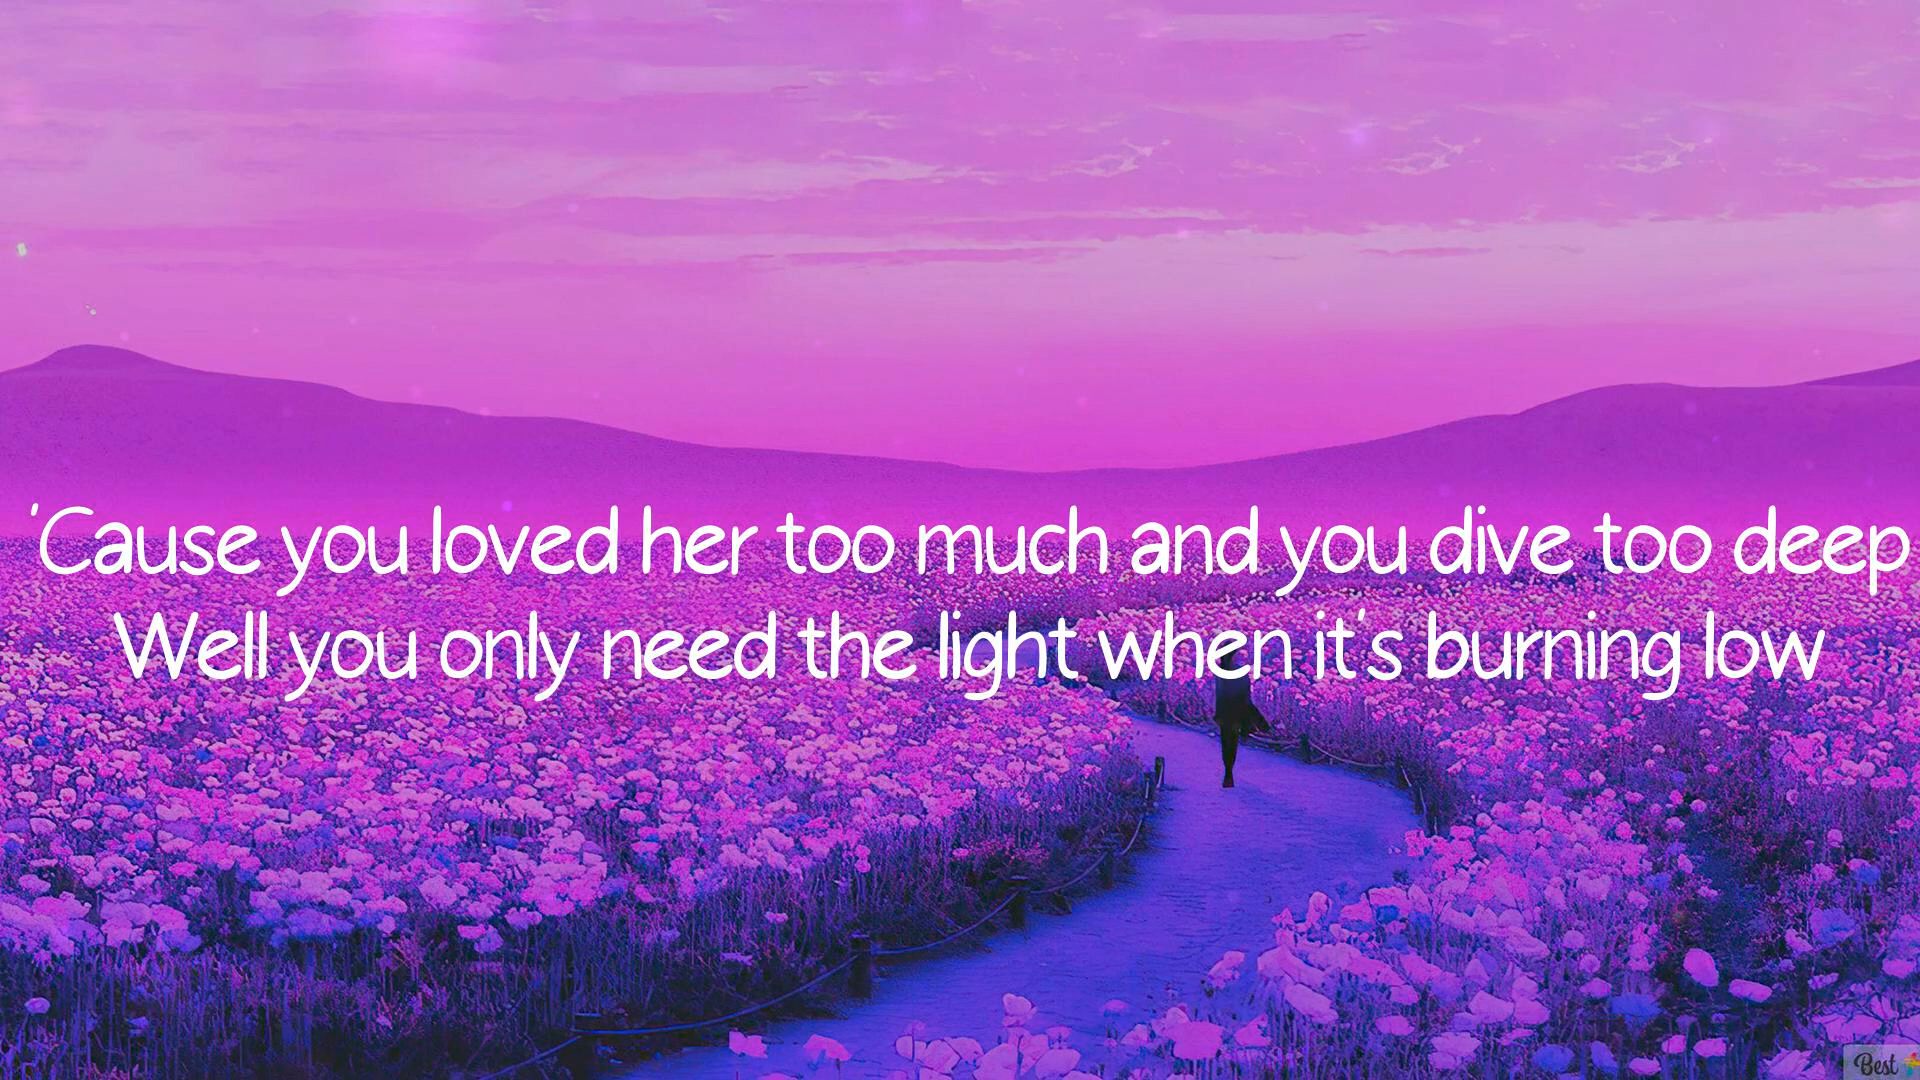 'Cause you loved her too much and you dive too deep
Well you only need the light when it's burning low
Best